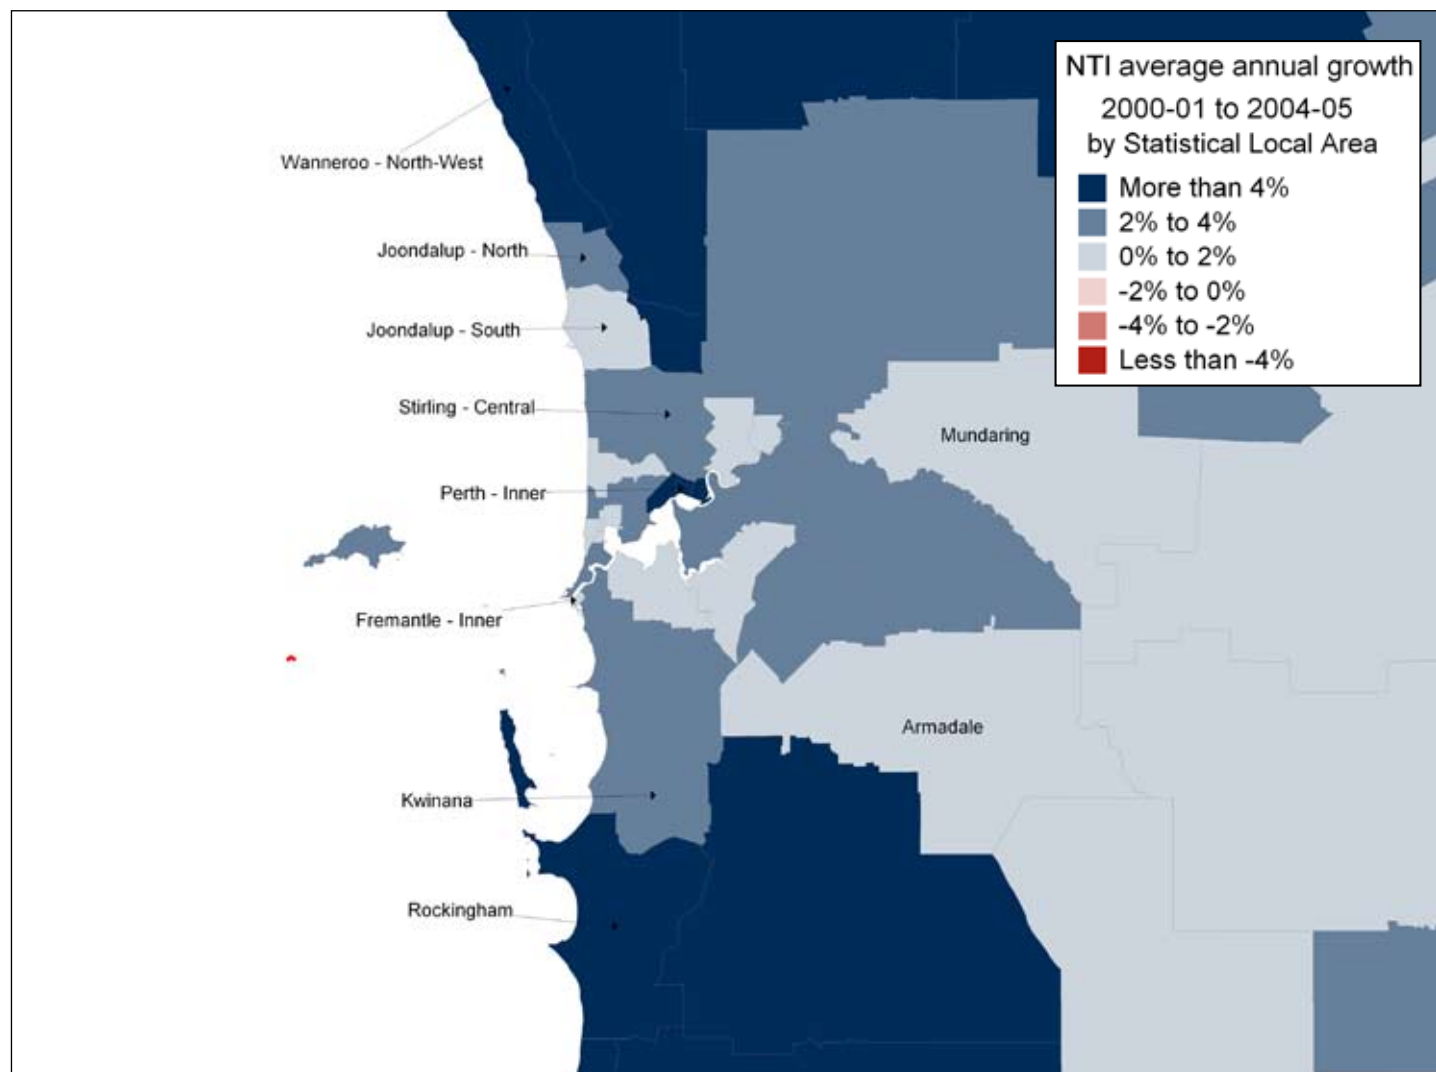 NTI average annual growth
2000-01 to 2004-05
by Statistical Local Area
More than 4%
2% to 4%
0% to 2%
-2% to 0%
-4% to -2%
Less than -4%
Wanneroo - North-West
Joondalup - North
Joondalup - South
Stirling - Central
Mundaring
Perth - Inner
Fremantle - Inner
Armadale
Kwinana
Rockingham